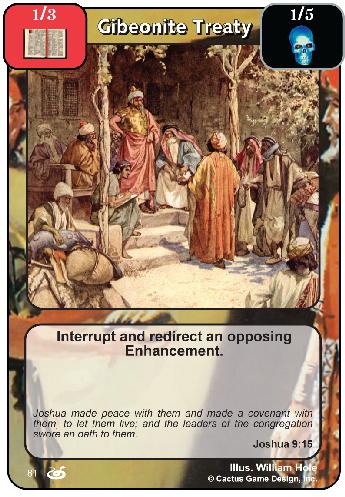 1/3
Gibeonite Treaty
1/5
Interrupt and redirect an opposing
Enhancement.
Joshua made peace with them and made a covenant with
them, to let them live; and the leaders of the congregation
swore an oath to them.
Joshua 9:15
81
Illus. William Hole
© Cactus Game Design, Inc.